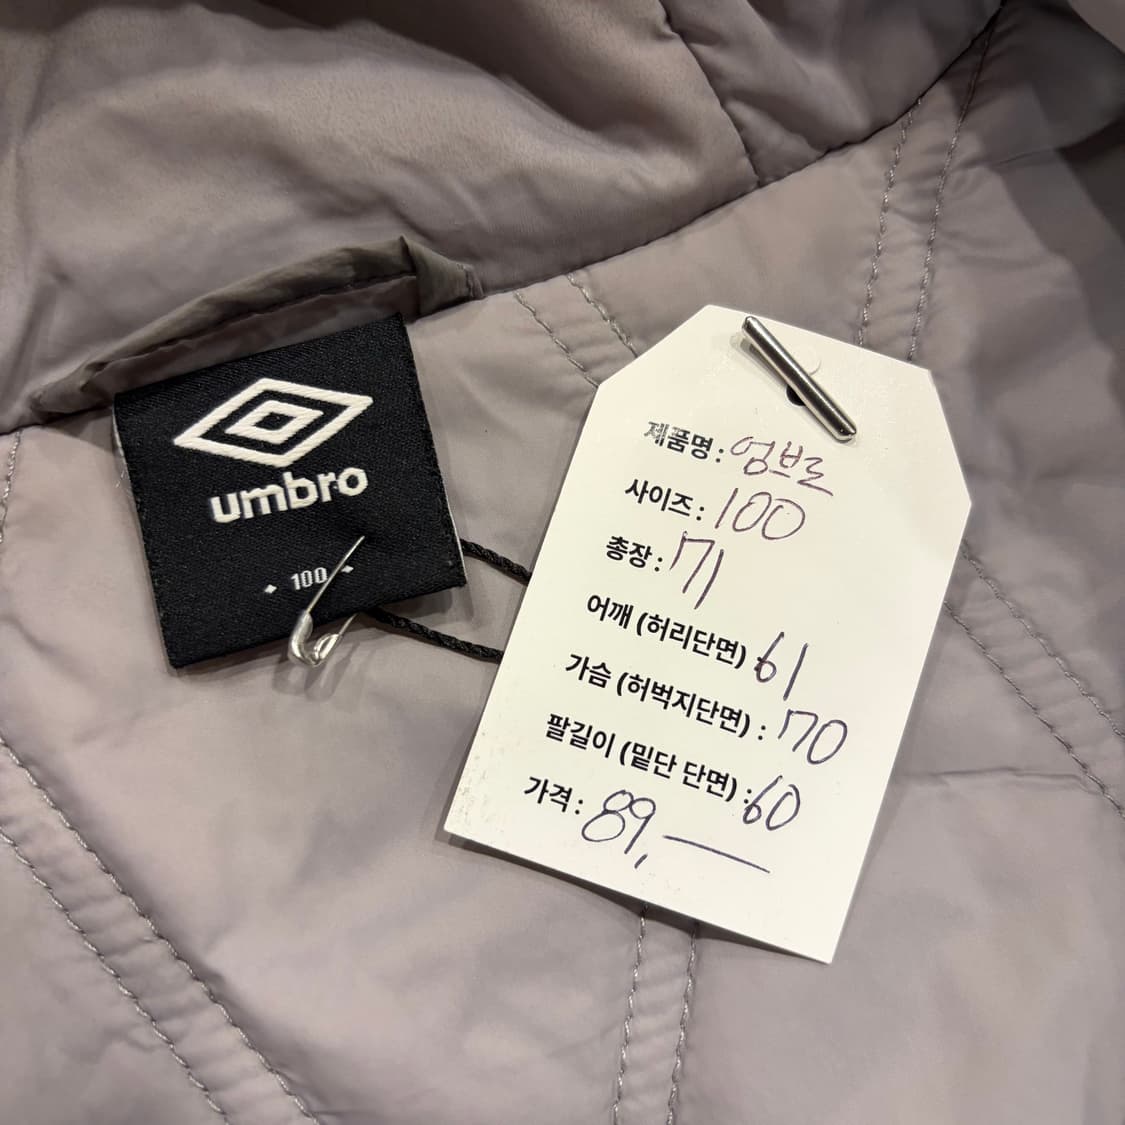 umbro
100
제품명 : 엄브로
사이즈 : 100
총장 : 71
어깨 (허리단면) 61
가슴 (허벅지단면) : 70
팔길이 (밑단 단면) : 60
가격 : 89,—